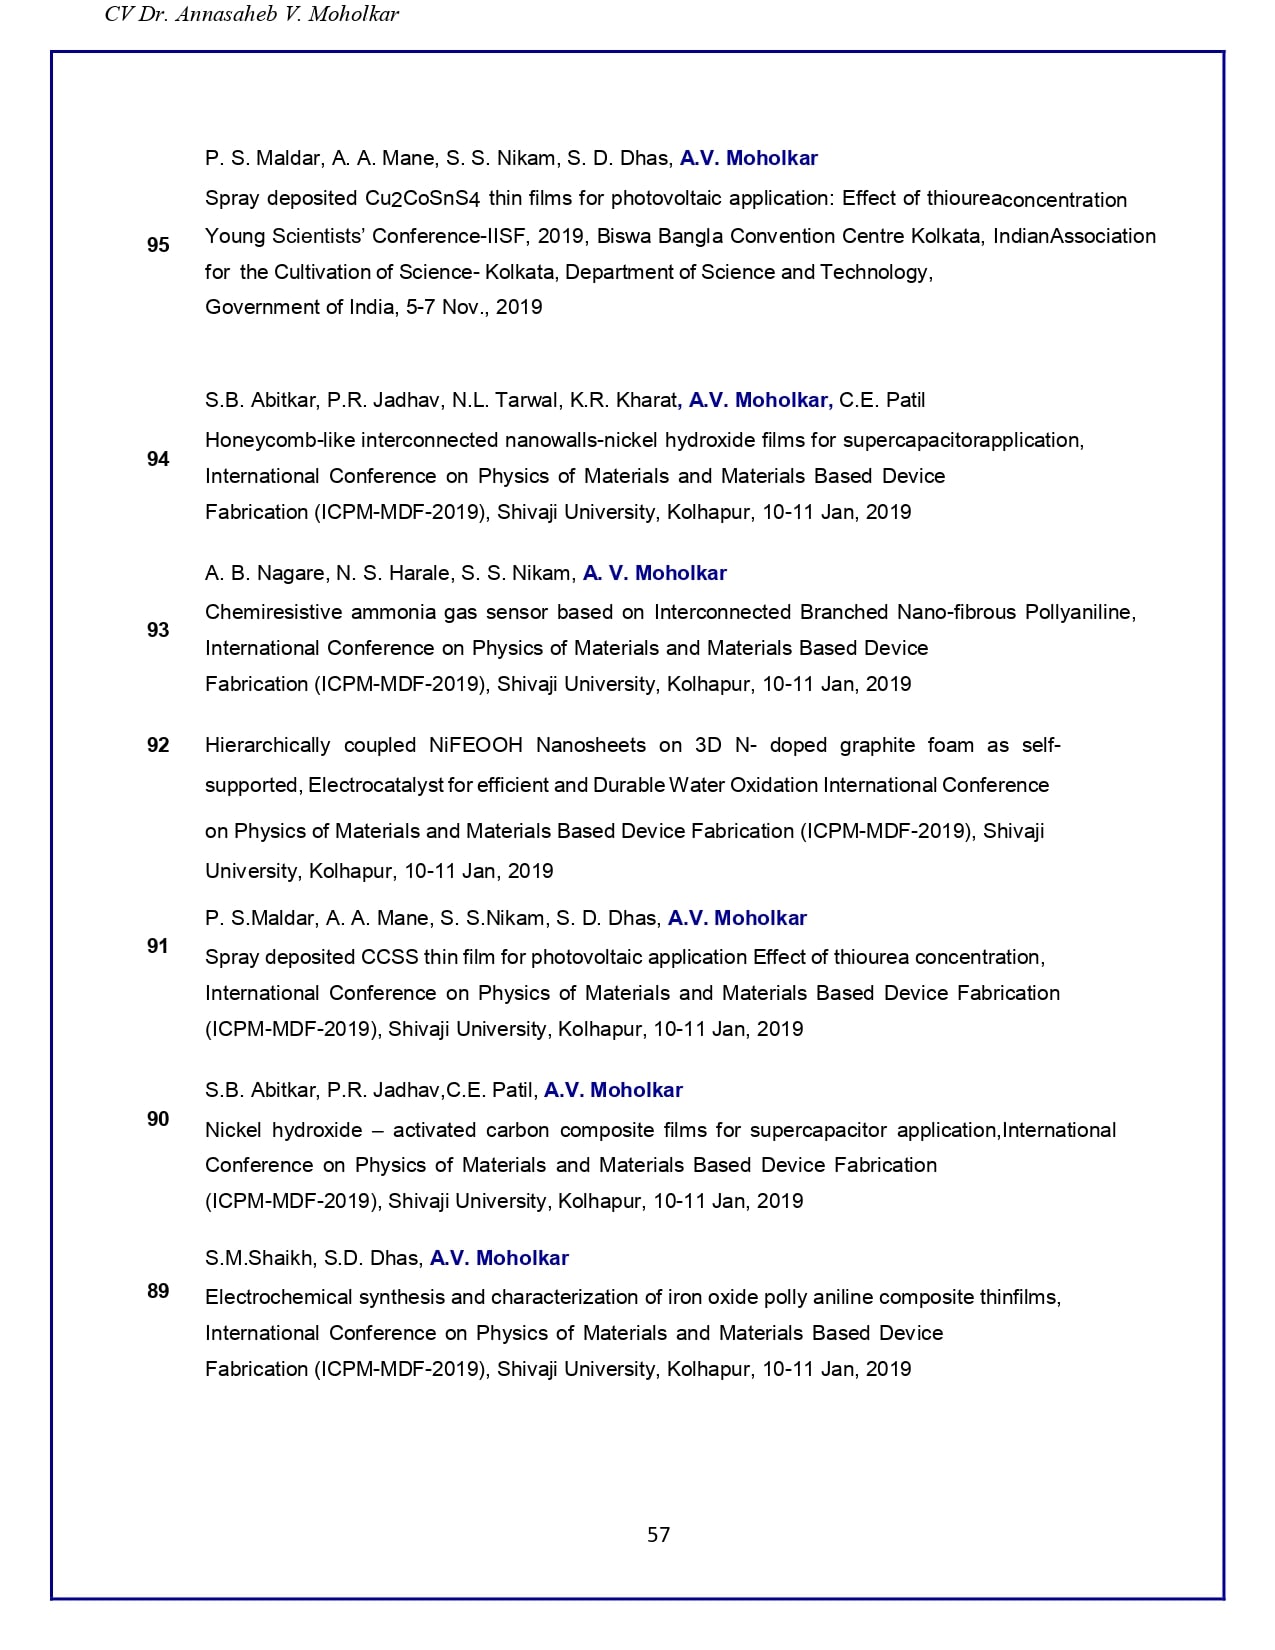 CV Dr. Annasaheb V. Moholkar
P. S. Maldar, A. A. Mane, S. S. Nikam, S. D. Dhas, A.V. Moholkar
Spray deposited Cu2CoSnS4 thin films for photovoltaic application: Effect of thioureaconcentration
95 Young Scientists’ Conference-IISF, 2019, Biswa Bangla Convention Centre Kolkata, IndianAssociation
for the Cultivation of Science- Kolkata, Department of Science and Technology,
Government of India, 5-7 Nov., 2019
S.B. Abitkar, P.R. Jadhav, N.L. Tarwal, K.R. Kharat, A.V. Moholkar, C.E. Patil
94 Honeycomb-like interconnected nanowalls-nickel hydroxide films for supercapacitorapplication,
International Conference on Physics of Materials and Materials Based Device
Fabrication (ICPM-MDF-2019), Shivaji University, Kolhapur, 10-11 Jan, 2019
A. B. Nagare, N. S. Harale, S. S. Nikam, A. V. Moholkar
93 Chemiresistive ammonia gas sensor based on Interconnected Branched Nano-fibrous Pollyaniline,
International Conference on Physics of Materials and Materials Based Device
Fabrication (ICPM-MDF-2019), Shivaji University, Kolhapur, 10-11 Jan, 2019
92 Hierarchically coupled NiFEOOH Nanosheets on 3D N- doped graphite foam as self-
supported, Electrocatalyst for efficient and Durable Water Oxidation International Conference
on Physics of Materials and Materials Based Device Fabrication (ICPM-MDF-2019), Shivaji
University, Kolhapur, 10-11 Jan, 2019
P. S.Maldar, A. A. Mane, S. S.Nikam, S. D. Dhas, A.V. Moholkar
91 Spray deposited CCSS thin film for photovoltaic application Effect of thiourea concentration,
International Conference on Physics of Materials and Materials Based Device Fabrication
(ICPM-MDF-2019), Shivaji University, Kolhapur, 10-11 Jan, 2019
S.B. Abitkar, P.R. Jadhav,C.E. Patil, A.V. Moholkar
90 Nickel hydroxide – activated carbon composite films for supercapacitor application,International
Conference on Physics of Materials and Materials Based Device Fabrication
(ICPM-MDF-2019), Shivaji University, Kolhapur, 10-11 Jan, 2019
S.M.Shaikh, S.D. Dhas, A.V. Moholkar
89 Electrochemical synthesis and characterization of iron oxide polly aniline composite thinfilms,
International Conference on Physics of Materials and Materials Based Device
Fabrication (ICPM-MDF-2019), Shivaji University, Kolhapur, 10-11 Jan, 2019
57